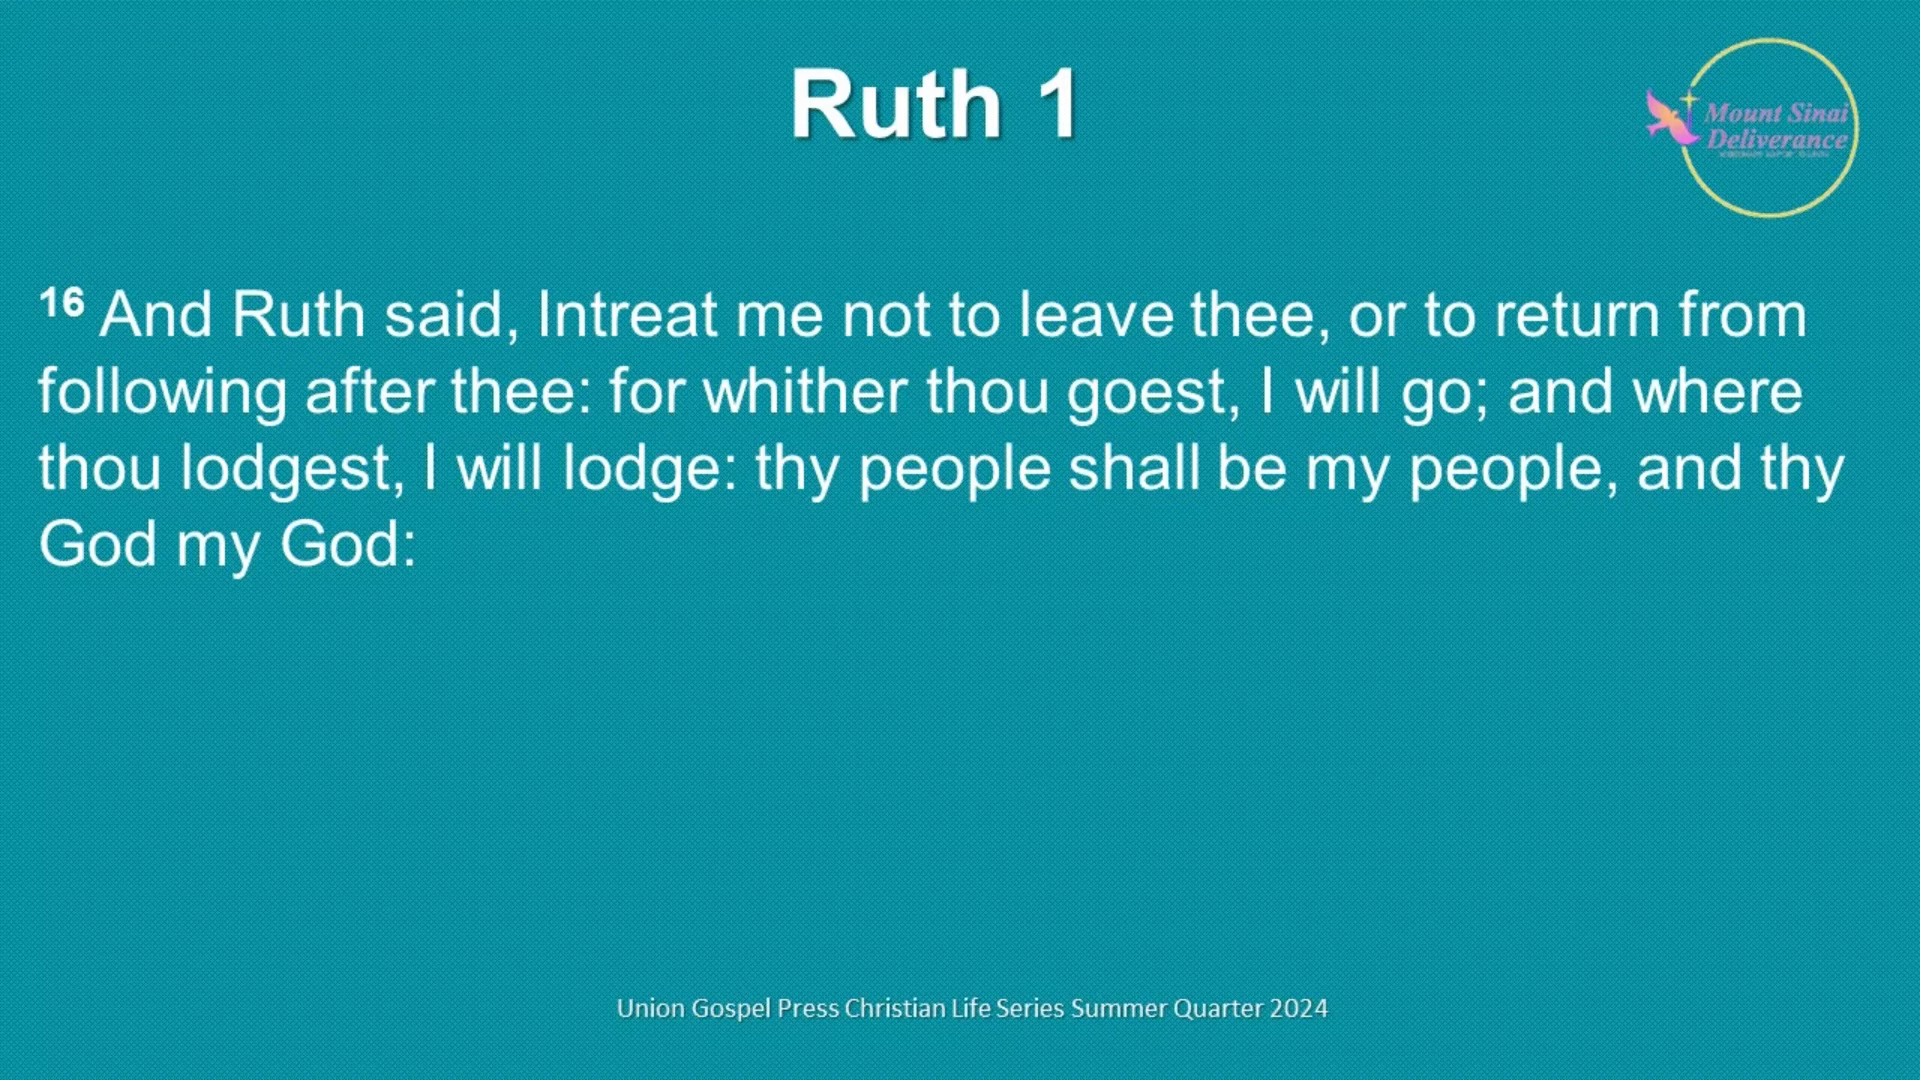 Ruth 1
Mount Sinai
Deliverance
16 And Ruth said, Intreat me not to leave thee, or to return from
following after thee: for whither thou goest, I will go; and where
thou lodgest, I will lodge: thy people shall be my people, and thy
God my God:
Union Gospel Press Christian Life Series Summer Quarter 2024